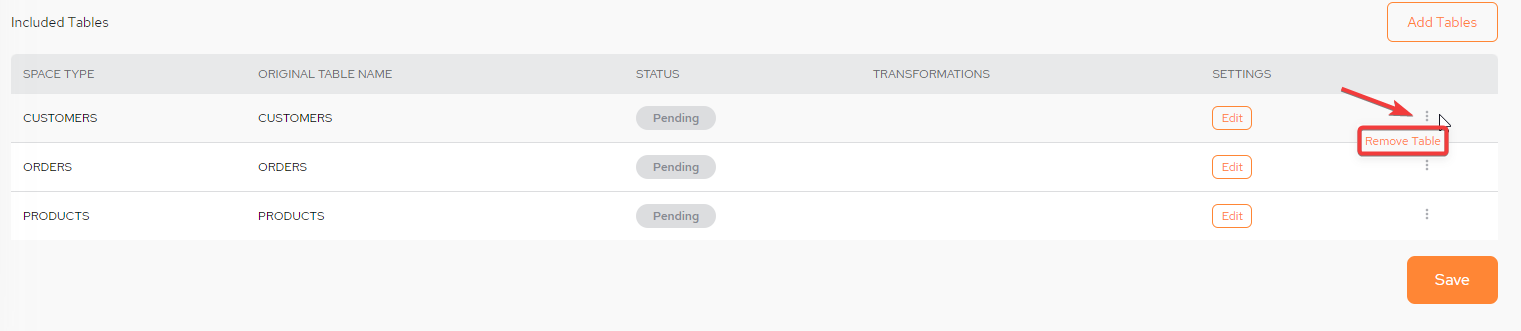 Included Tables Add Tables
SPACE TYPE ORIGINAL TABLE NAME STATUS TRANSFORMATIONS SETTINGS
CUSTOMERS CUSTOMERS Pending Edit
Remove Table
ORDERS ORDERS Pending Edit
PRODUCTS PRODUCTS Pending Edit
Save